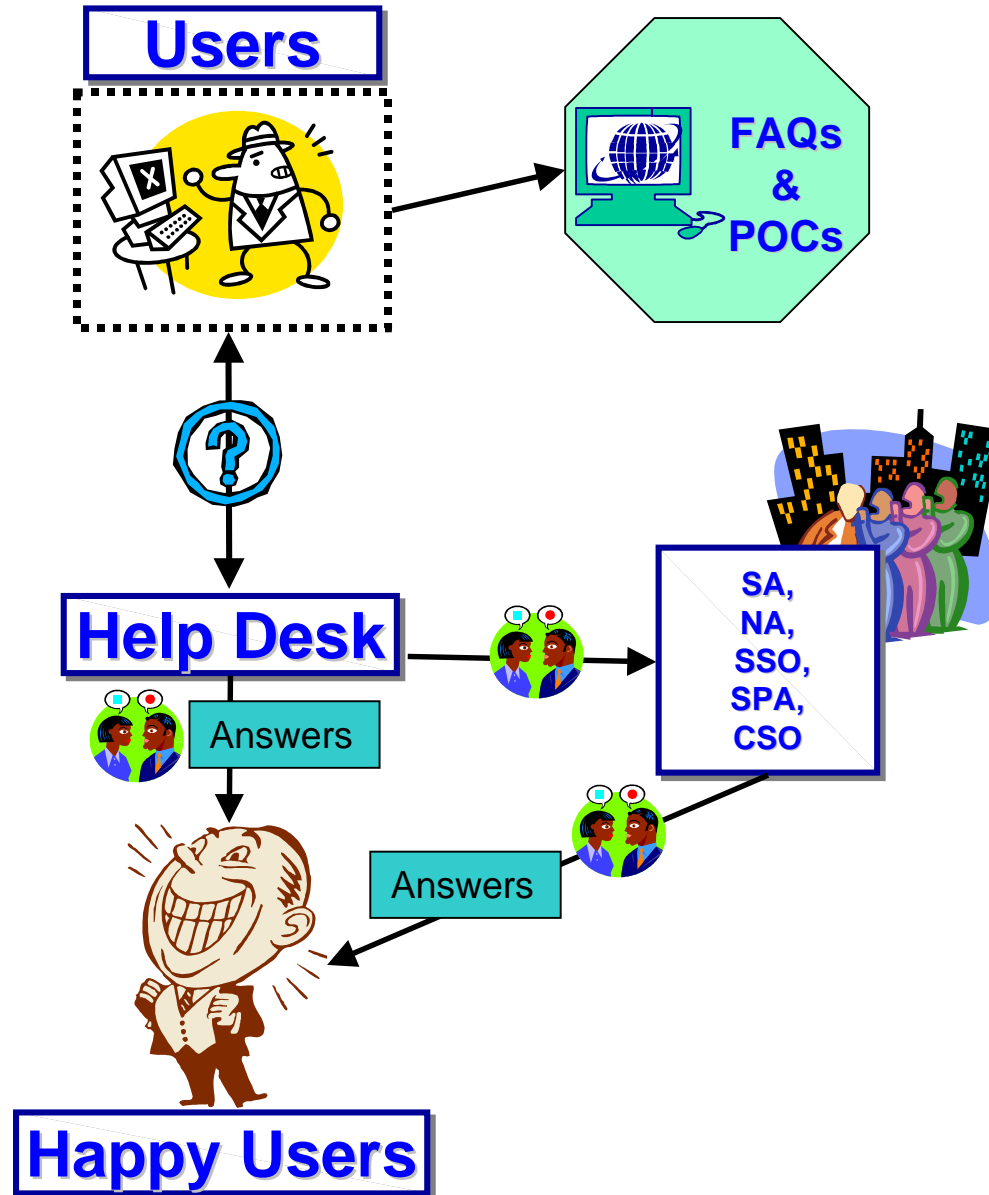 Users
FAQs
&
POCs
X
?
Help Desk
SA,
NA,
SSO,
SPA,
CSO
Answers
Answers
Happy Users